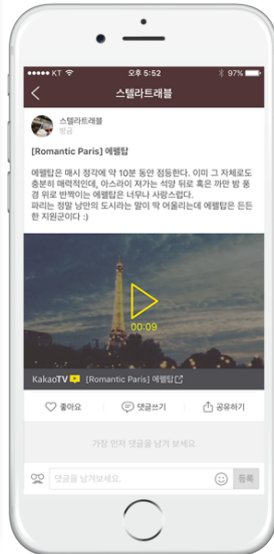 KT 오후 5:52 97%
스텔라트래블
스텔라트래블
방금
[Romantic Paris] 에펠탑
에펠탑은 매시 정각에 약 10분 동안 점등한다. 이미 그 자체로도
충분히 매력적인데, 아스라이 져가는 석양 뒤로 혹은 까만 밤 풍
경 위로 반짝이는 에펠탑은 너무나 사랑스럽다.
파리는 정말 낭만의 도시라는 말이 딱 어울리는데 에펠탑은 든든
한 지원군이다 :)
00:09
KakaoTV [Romantic Paris] 에펠탑
좋아요 댓글쓰기 공유하기
가장 먼저 댓글을 남겨 보세요
댓글을 남겨보세요. 등록